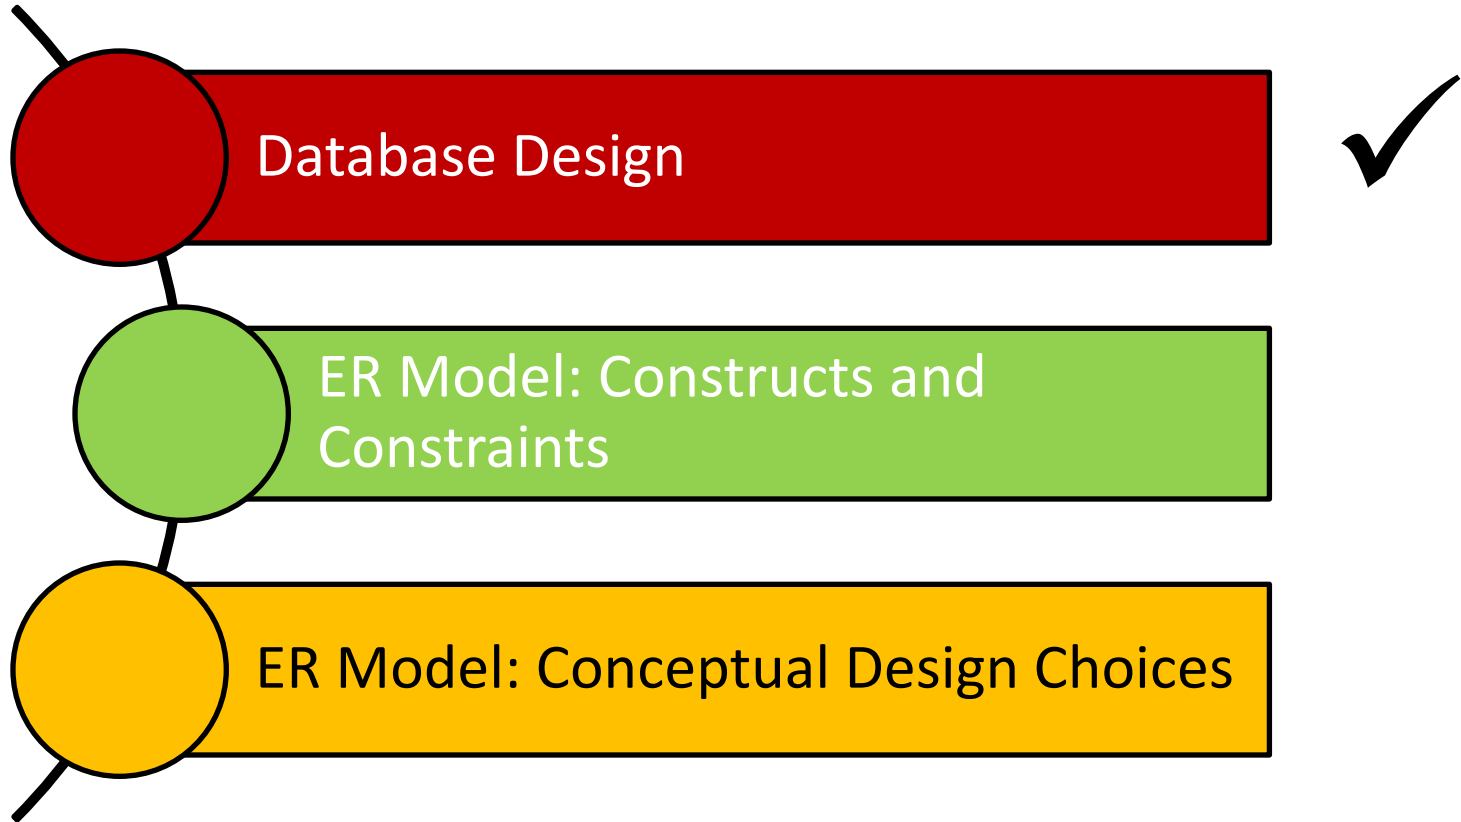 Database Design
ER Model: Constructs and
Constraints
ER Model: Conceptual Design Choices